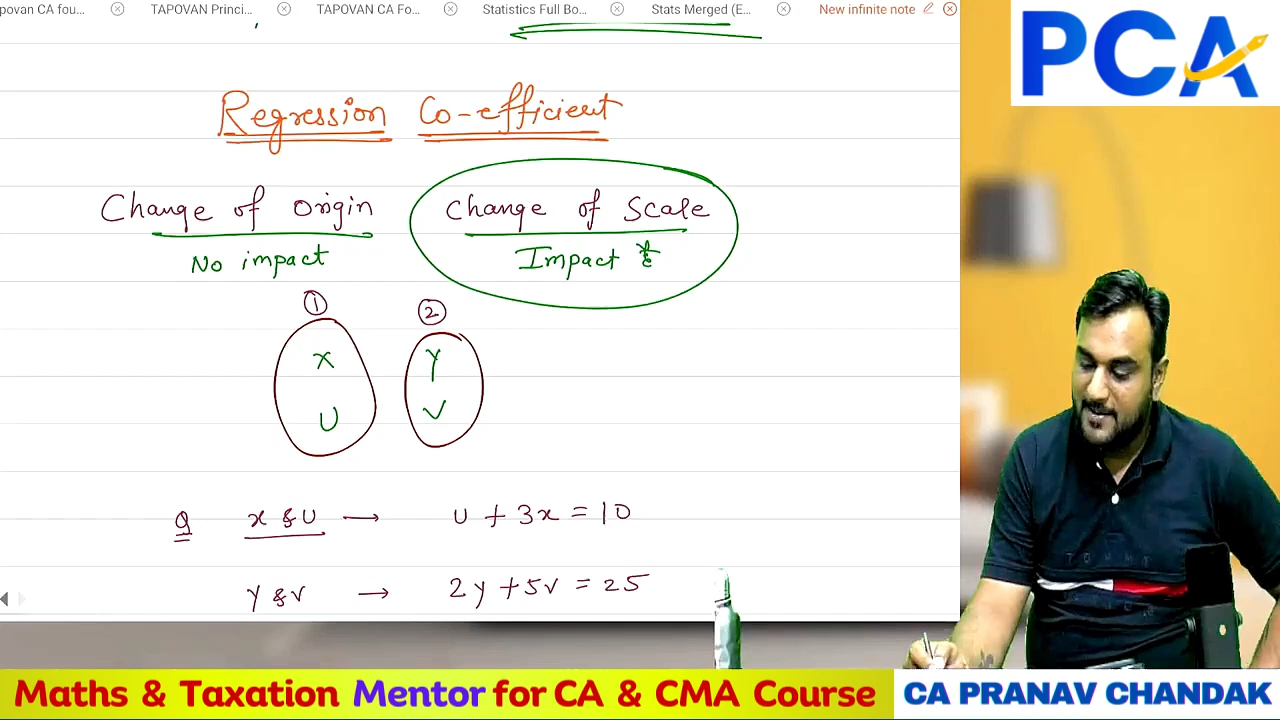 povan CA fou...
TAPOVAN Princi...
TAPOVAN CA Fo...
Statistics Full Bo...
Stats Merged (E...
New infinite note
PCA
Regression Co-efficient
Change of Origin
Change of Scale
No impact
Impact
①
②
X
Y
U
V
Q x & U → U + 3x = 10
y & v → 2y + 5v = 25
Maths & Taxation Mentor for CA & CMA Course
CA PRANAV CHANDAK